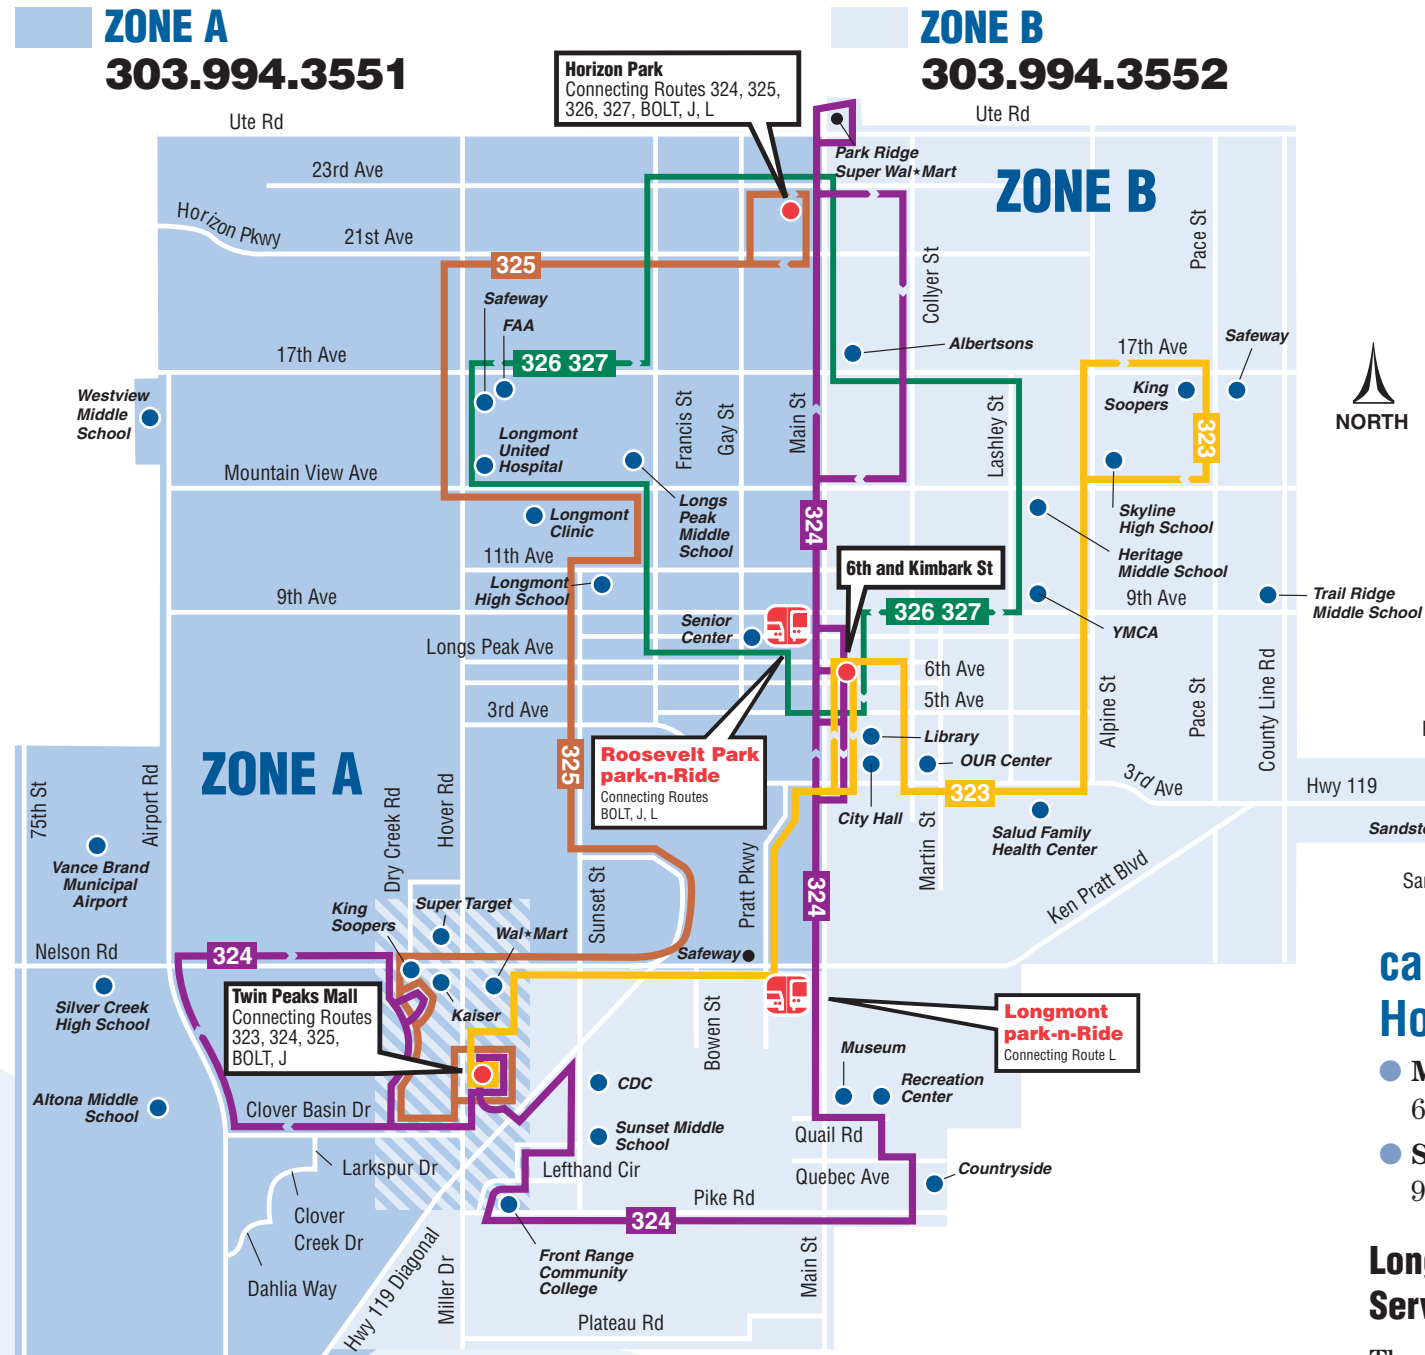 ZONE A
303.994.3551
ZONE B
303.994.3552
Horizon Park
Connecting Routes 324, 325,
326, 327, BOLT, J, L
Ute Rd
Ute Rd
Park Ridge
Super Wal★Mart
23rd Ave
ZONE B
Horizon Pkwy
21st Ave
Pace St
Collyer St
325
Safeway
FAA
17th Ave
326 327
Albertsons
17th Ave
Safeway
King
Soopers
NORTH
Westview
Middle
School
Francis St
Gay St
Main St
Lashley St
323
Longmont
United
Hospital
Mountain View Ave
Longs
Peak
Middle
School
Longmont
Clinic
324
Skyline
High School
Heritage
Middle School
11th Ave
6th and Kimbark St
Longmont
High School
9th Ave
326 327
9th Ave
Trail Ridge
Middle School
YMCA
Senior
Center
Longs Peak Ave
6th Ave
5th Ave
3rd Ave
Alpine St
Pace St
County Line Rd
Roosevelt Park
park-n-Ride
Connecting Routes
BOLT, J, L
Library
OUR Center
325
ZONE A
75th St
Airport Rd
Dry Creek Rd
Hover Rd
323
3rd Ave
Hwy 119
City Hall
Salud Family
Health Center
Martin St
Vance Brand
Municipal
Airport
Ken Pratt Blvd
324
Sunset St
Pratt Pkwy
King
Soopers
Super Target
Wal★Mart
Nelson Rd
324
Safeway
Silver Creek
High School
Twin Peaks Mall
Connecting Routes
323, 324, 325,
BOLT, J
Kaiser
Bowen St
Longmont
park-n-Ride
Connecting Route L
Museum
Recreation
Center
CDC
Altona Middle
School
Clover Basin Dr
Sunset Middle
School
Quail Rd
Larkspur Dr
Lefthand Cir
Quebec Ave
Countryside
Pike Rd
Clover
Creek Dr
324
Dahlia Way
Hwy 119 Diagonal
Miller Dr
Front Range
Community
College
Main St
Plateau Rd
ca
Ho